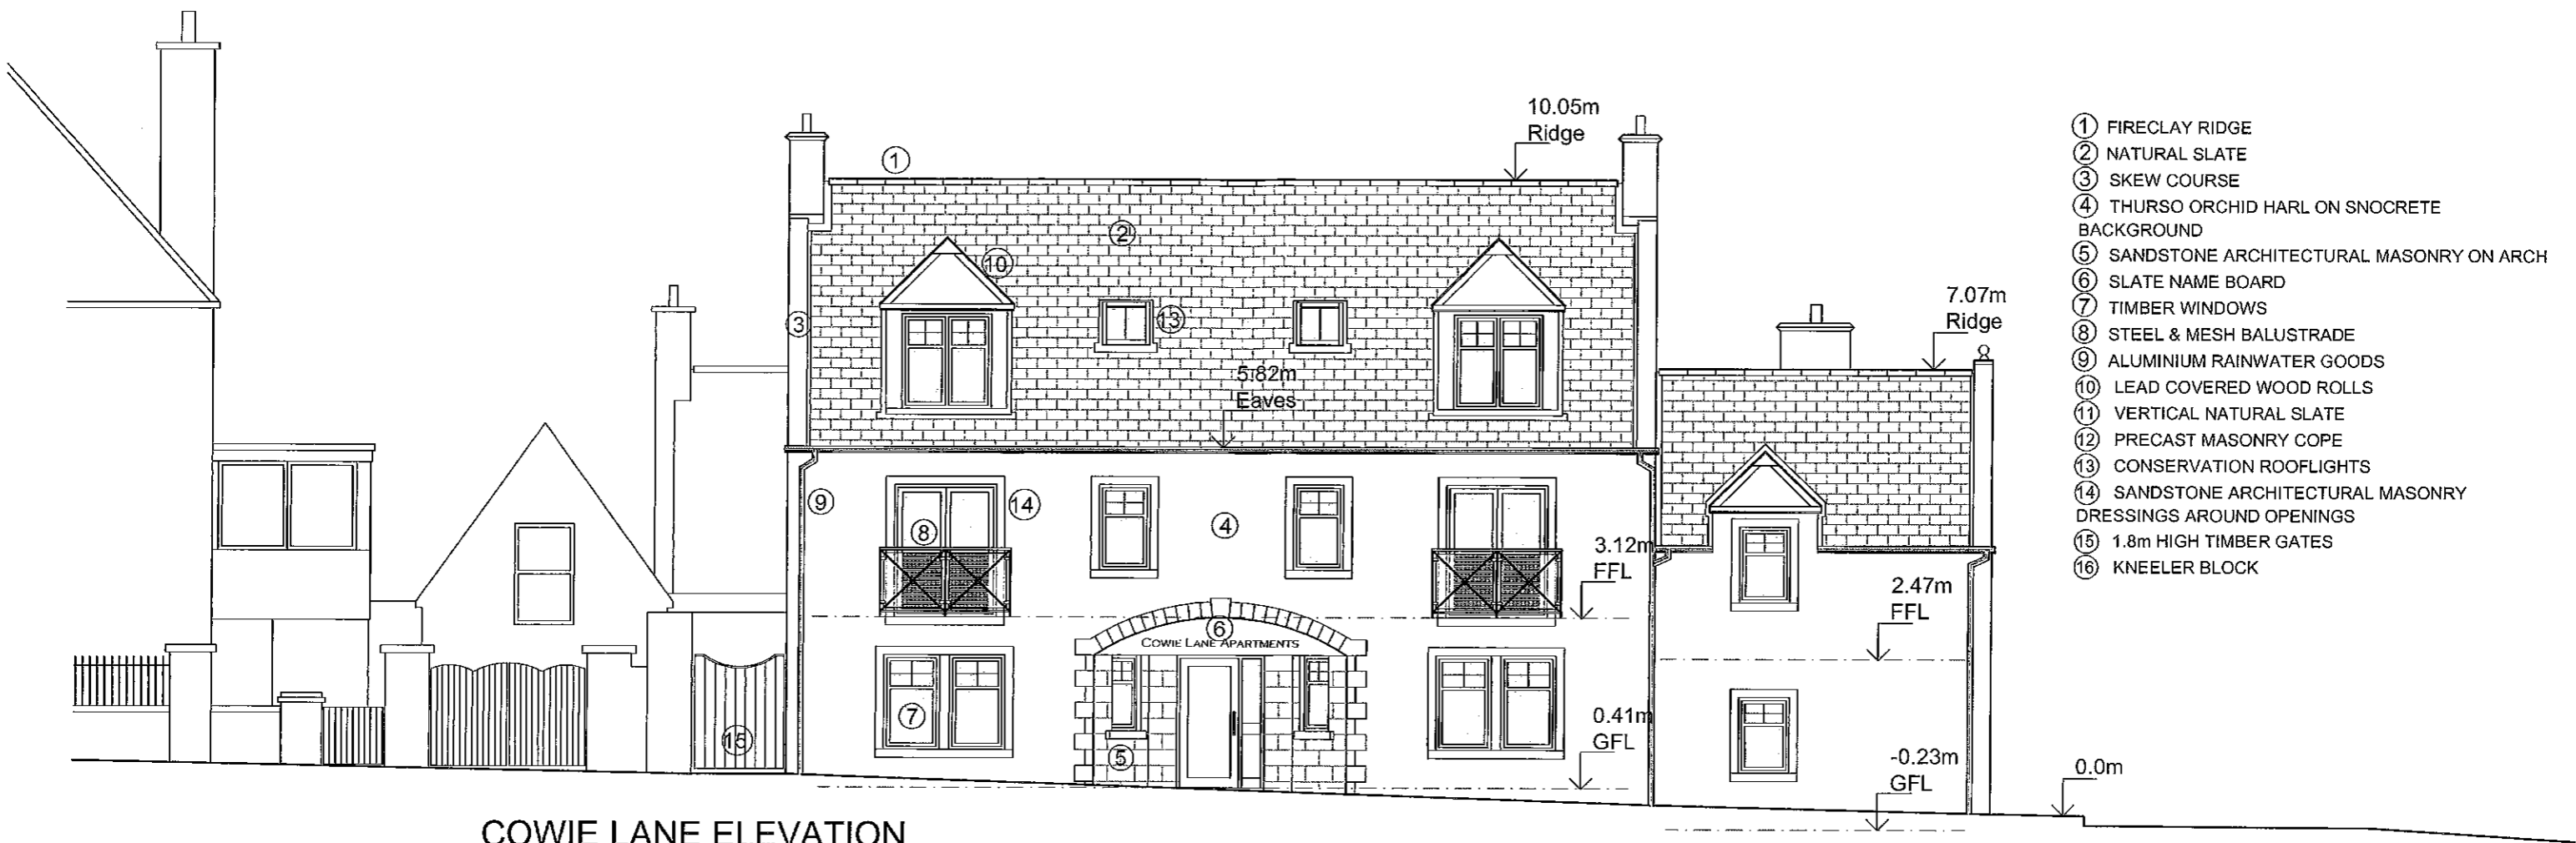 10.05m
Ridge
①
②
⑩
③
⑬
5.82m
Eaves
7.07m
Ridge
⑨
⑭
⑧
④
3.12m
FFL
2.47m
FFL
⑥
COWIE LANE APARTMENTS
⑦
⑮
⑤
0.41m
GFL
-0.23m
GFL
0.0m
COWIE LANE ELEVATION
① FIRECLAY RIDGE
② NATURAL SLATE
③ SKEW COURSE
④ THURSO ORCHID HARL ON SNOCRETE
BACKGROUND
⑤ SANDSTONE ARCHITECTURAL MASONRY ON ARCH
⑥ SLATE NAME BOARD
⑦ TIMBER WINDOWS
⑧ STEEL & MESH BALUSTRADE
⑨ ALUMINIUM RAINWATER GOODS
⑩ LEAD COVERED WOOD ROLLS
⑪ VERTICAL NATURAL SLATE
⑫ PRECAST MASONRY COPE
⑬ CONSERVATION ROOFLIGHTS
⑭ SANDSTONE ARCHITECTURAL MASONRY
DRESSINGS AROUND OPENINGS
⑮ 1.8m HIGH TIMBER GATES
⑯ KNEELER BLOCK